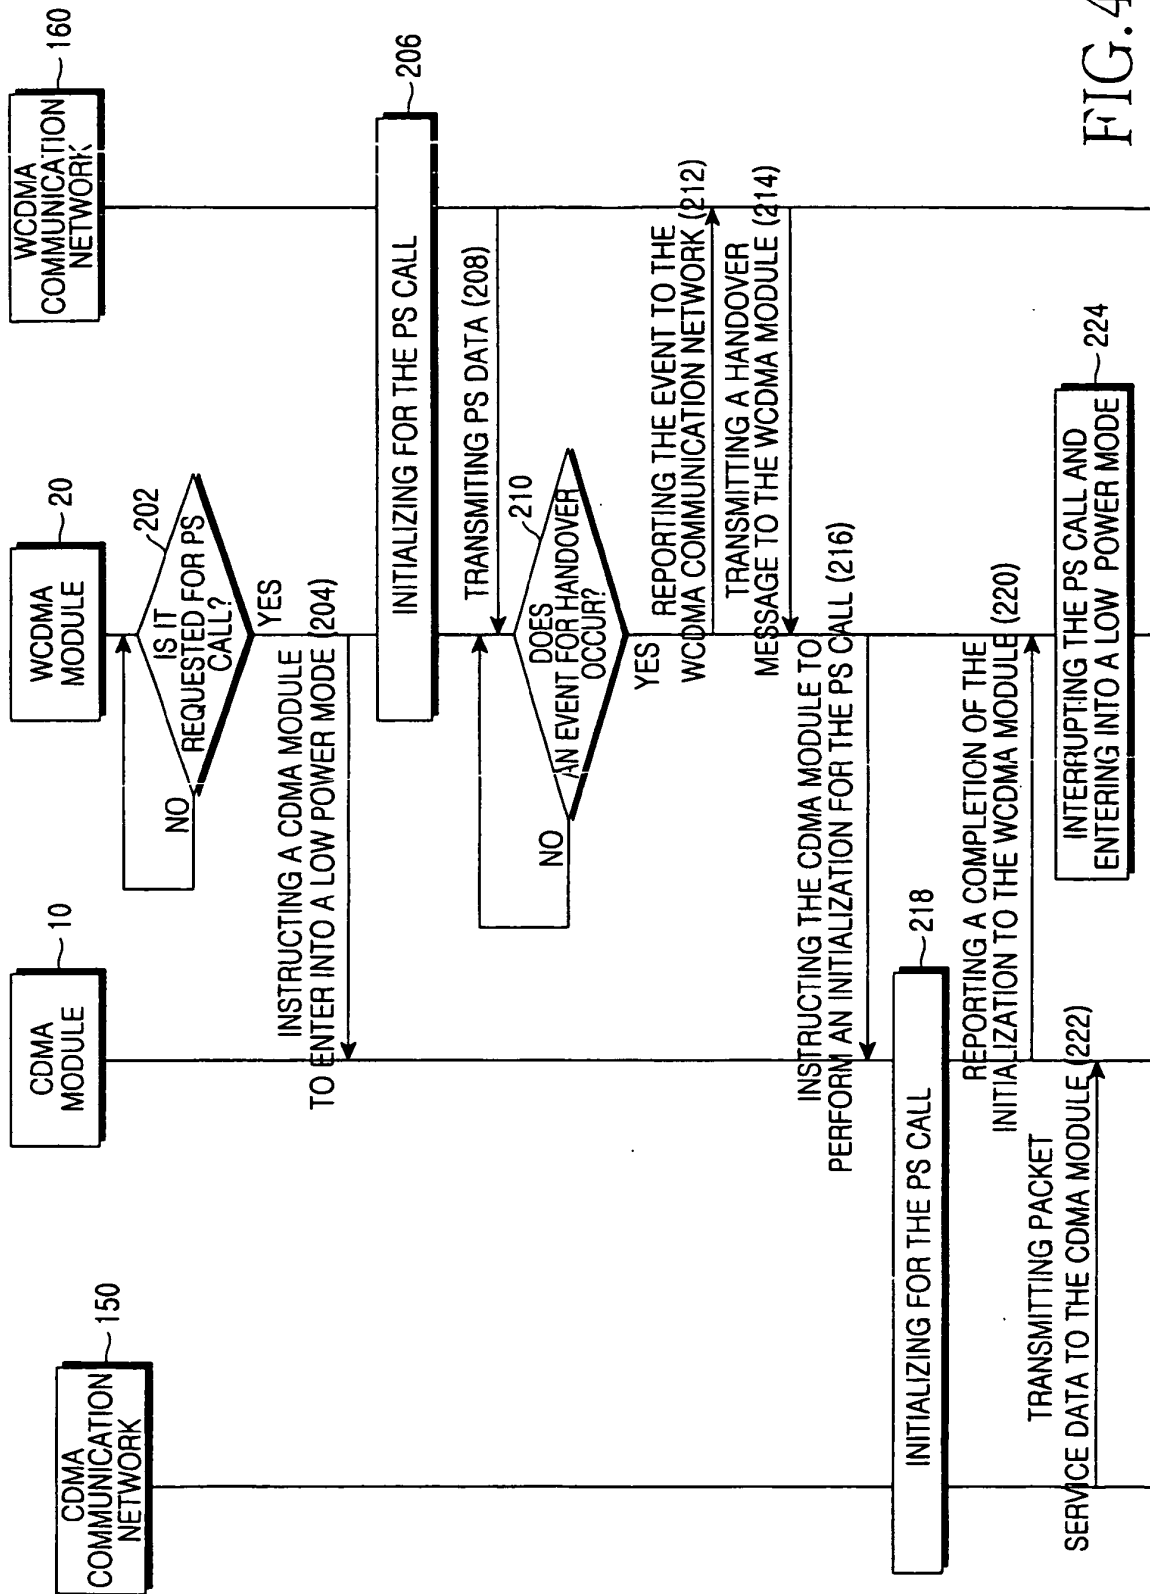 CDMA
COMMUNICATION
NETWORK
150
CDMA
MODULE
10
WCDMA
MODULE
20
WCDMA
COMMUNICATION
NETWORK
160
IS IT
REQUESTED FOR PS
CALL?
202
NO
YES
INSTRUCTING A CDMA MODULE
TO ENTER INTO A LOW POWER MODE (204)
INITIALIZING FOR THE PS CALL
206
TRANSMITING PS DATA (208)
DOES
AN EVENT FOR HANDOVER
OCCUR?
210
NO
YES
REPORTING THE EVENT TO THE
WCDMA COMMUNICATION NETWORK (212)
TRANSMITTING A HANDOVER
MESSAGE TO THE WCDMA MODULE (214)
INSTRUCTING THE CDMA MODULE TO
PERFORM AN INITIALIZATION FOR THE PS CALL (216)
INITIALIZING FOR THE PS CALL
218
REPORTING A COMPLETION OF THE
INITIALIZATION TO THE WCDMA MODULE (220)
TRANSMITTING PACKET
SERVICE DATA TO THE CDMA MODULE (222)
INTERRUPTING THE PS CALL AND
ENTERING INTO A LOW POWER MODE
224
FIG.4